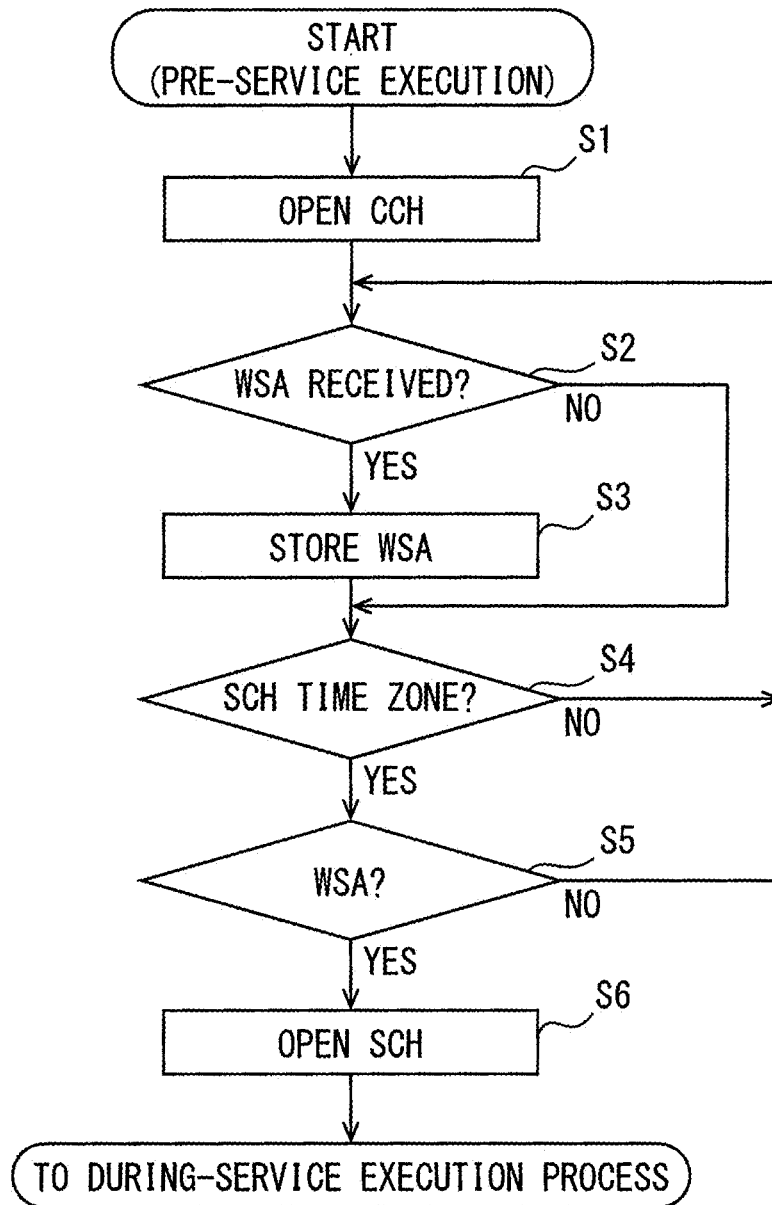 START
(PRE-SERVICE EXECUTION)
S1
OPEN CCH
S2
WSA RECEIVED?
NO
YES
S3
STORE WSA
S4
SCH TIME ZONE?
NO
YES
S5
WSA?
NO
YES
S6
OPEN SCH
TO DURING-SERVICE EXECUTION PROCESS